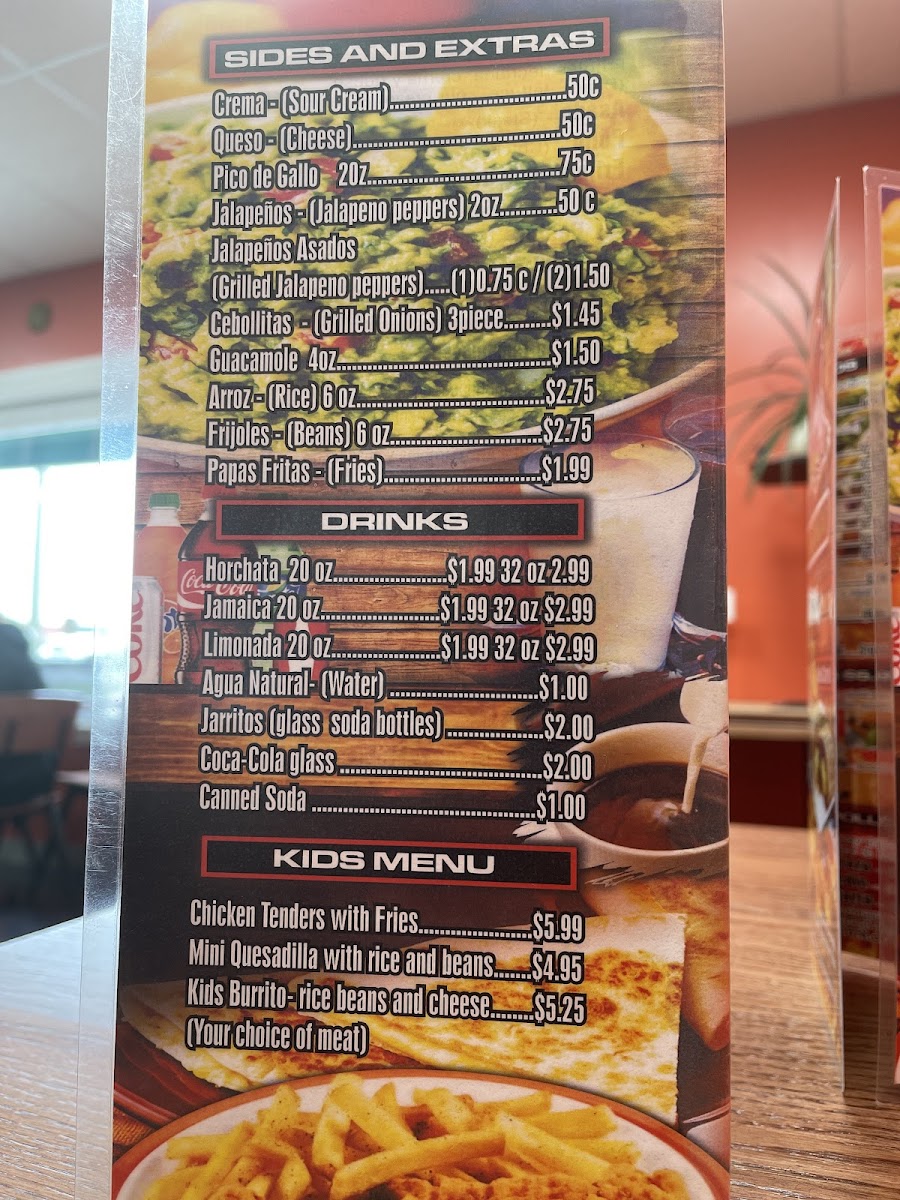 SIDES AND EXTRAS
Crema - (Sour Cream)..............................50c
Queso - (Cheese)..............................50c
Pico de Gallo 2oz..............................75c
Jalapeños - (Jalapeno peppers) 2oz...........50 c
Jalapeños Asados
(Grilled Jalapeno peppers).....(1)0.75 c / (2)1.50
Cebollitas - (Grilled Onions) 3piece.........$1.45
Guacamole 4oz..............................$1.50
Arroz - (Rice) 6 oz..............................$2.75
Frijoles - (Beans) 6 oz..............................$2.75
Papas Fritas - (Fries)..............................$1.99
DRINKS
Horchata 20 oz.....................$1.99 32 oz 2.99
Jamaica 20 oz.....................$1.99 32 oz $2.99
Limonada 20 oz.....................$1.99 32 oz $2.99
Agua Natural- (Water) ..........................$1.00
Jarritos (glass soda bottles) .................$2.00
Coca-Cola glass ....................................$2.00
Canned Soda ........................................$1.00
KIDS MENU
Chicken Tenders with Fries.....................$5.99
Mini Quesadilla with rice and beans.......$4.95
Kids Burrito- rice beans and cheese........$5.25
(Your choice of meat)